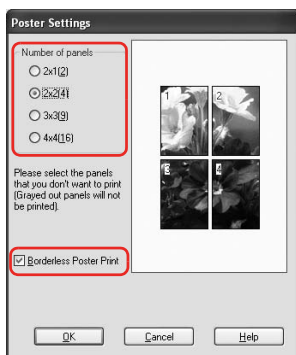 Poster Settings
Number of panels
2x1(2)
2x2(4)
3x3(9)
4x4(16)
1 2
3 4
Please select the panels
that you don't want to print
(Grayed out panels will not
be printed).
Borderless Poster Print
OK Cancel Help